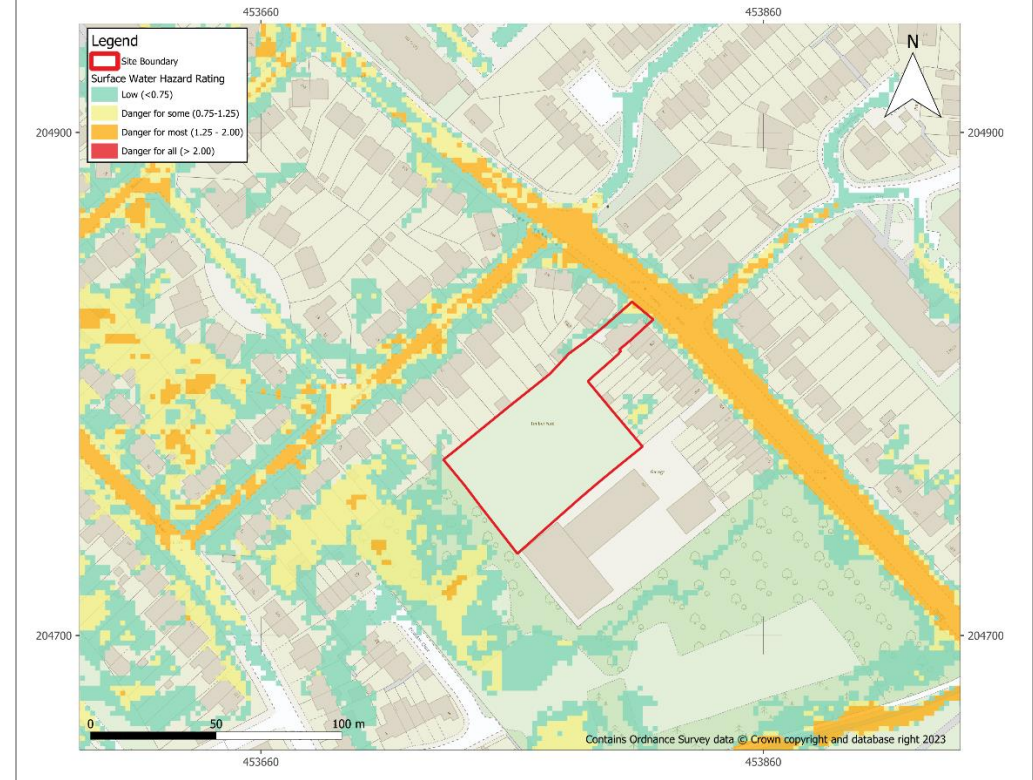 453660
453860
Legend
Site Boundary
Surface Water Hazard Rating
Low (<0.75)
Danger for some (0.75-1.25)
Danger for most (1.25 - 2.00)
Danger for all (> 2.00)
N
204900
204900
Garage
204700
204700
0 50 100 m
Contains Ordnance Survey data © Crown copyright and database right 2023
453660
453860